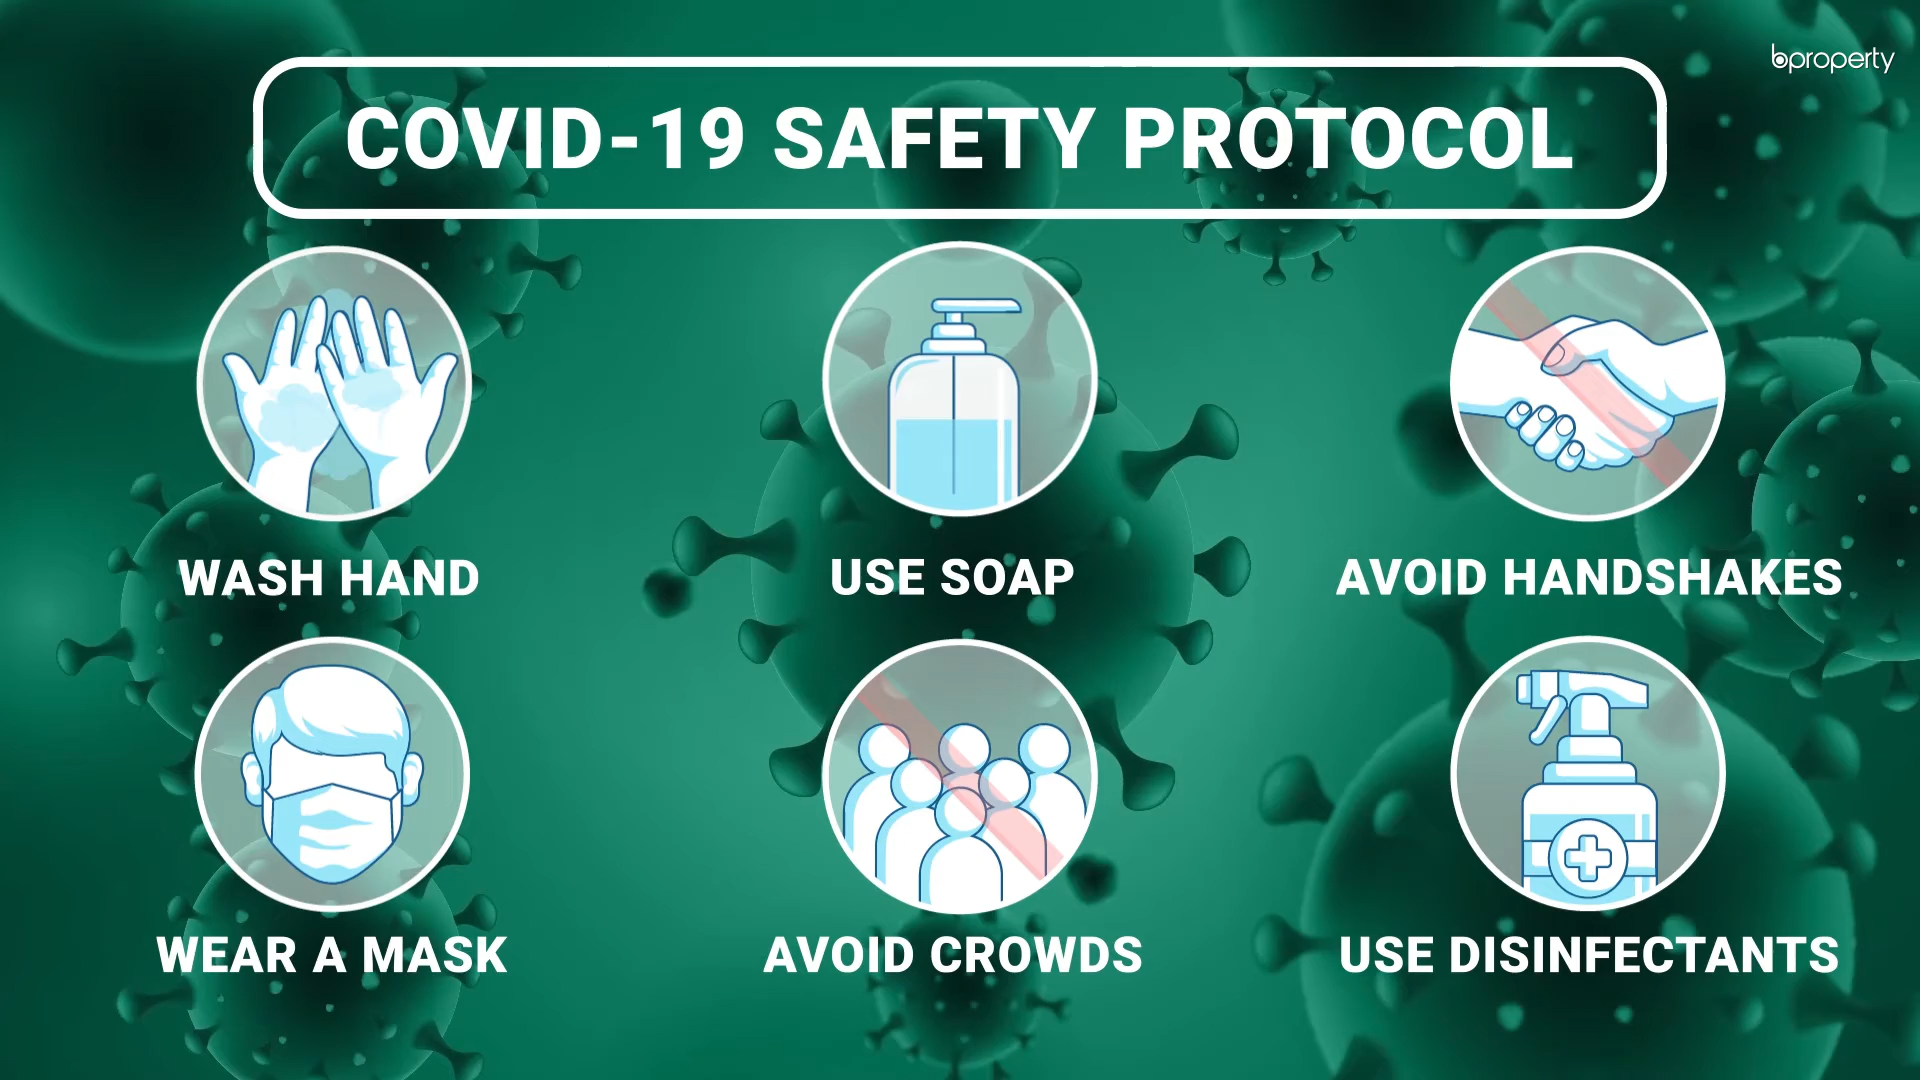 bproperty
COVID-19 SAFETY PROTOCOL
WASH HAND
USE SOAP
AVOID HANDSHAKES
WEAR A MASK
AVOID CROWDS
USE DISINFECTANTS